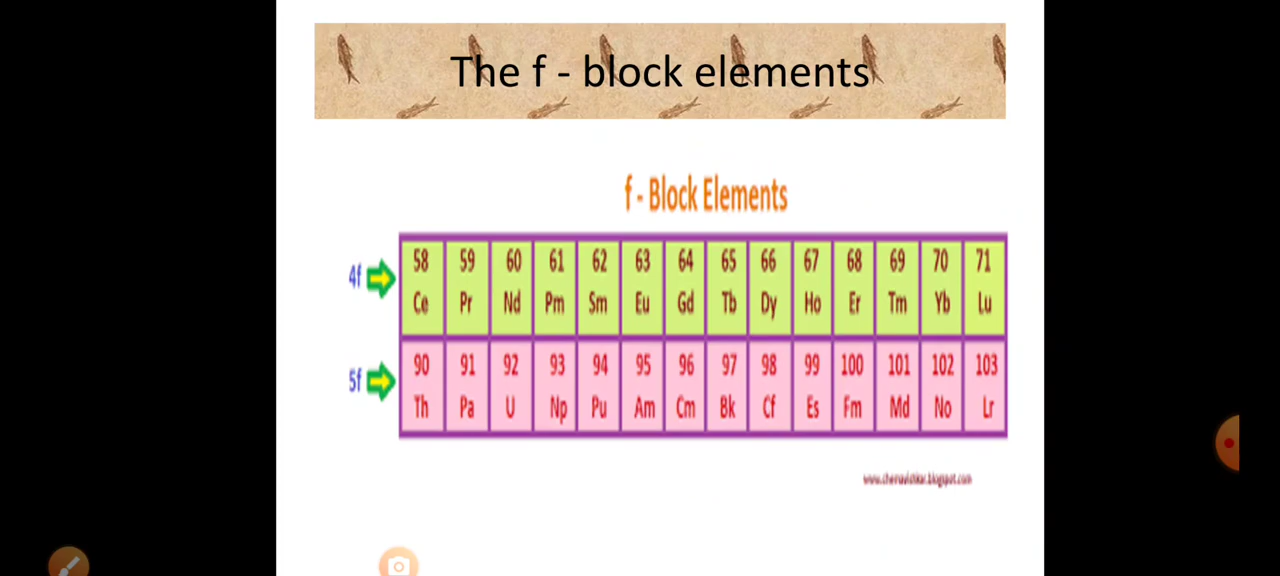 The f - block elements
f - Block Elements
4f
58 59 60 61 62 63 64 65 66 67 68 69 70 71
Ce Pr Nd Pm Sm Eu Gd Tb Dy Ho Er Tm Yb Lu
5f
90 91 92 93 94 95 96 97 98 99 100 101 102 103
Th Pa U Np Pu Am Cm Bk Cf Es Fm Md No Lr